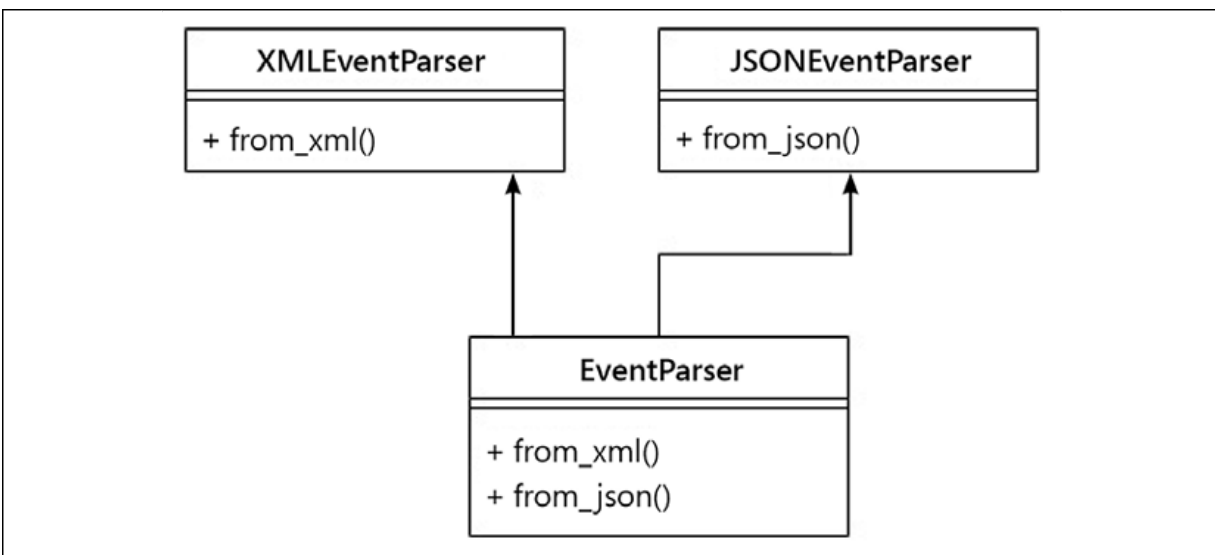 XMLEventParser
+ from_xml()
JSONEventParser
+ from_json()
EventParser
+ from_xml()
+ from_json()